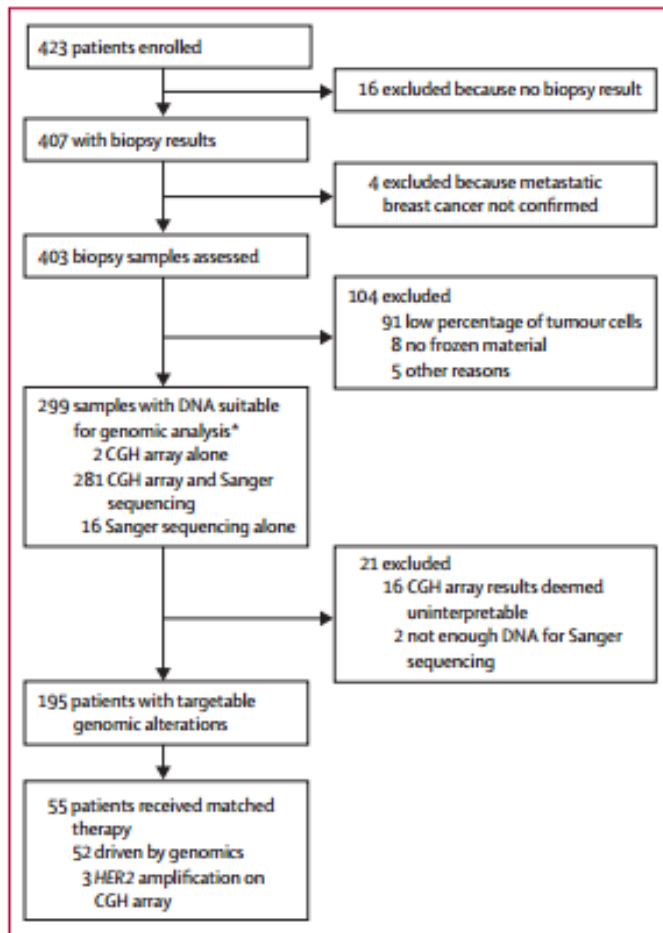 423 patients enrolled
16 excluded because no biopsy result
407 with biopsy results
4 excluded because metastatic
breast cancer not confirmed
403 biopsy samples assessed
104 excluded
91 low percentage of tumour cells
8 no frozen material
5 other reasons
299 samples with DNA suitable
for genomic analysis*
2 CGH array alone
281 CGH array and Sanger
sequencing
16 Sanger sequencing alone
21 excluded
16 CGH array results deemed
uninterpretable
2 not enough DNA for Sanger
sequencing
195 patients with targetable
genomic alterations
55 patients received matched
therapy
52 driven by genomics
3 HER2 amplification on
CGH array